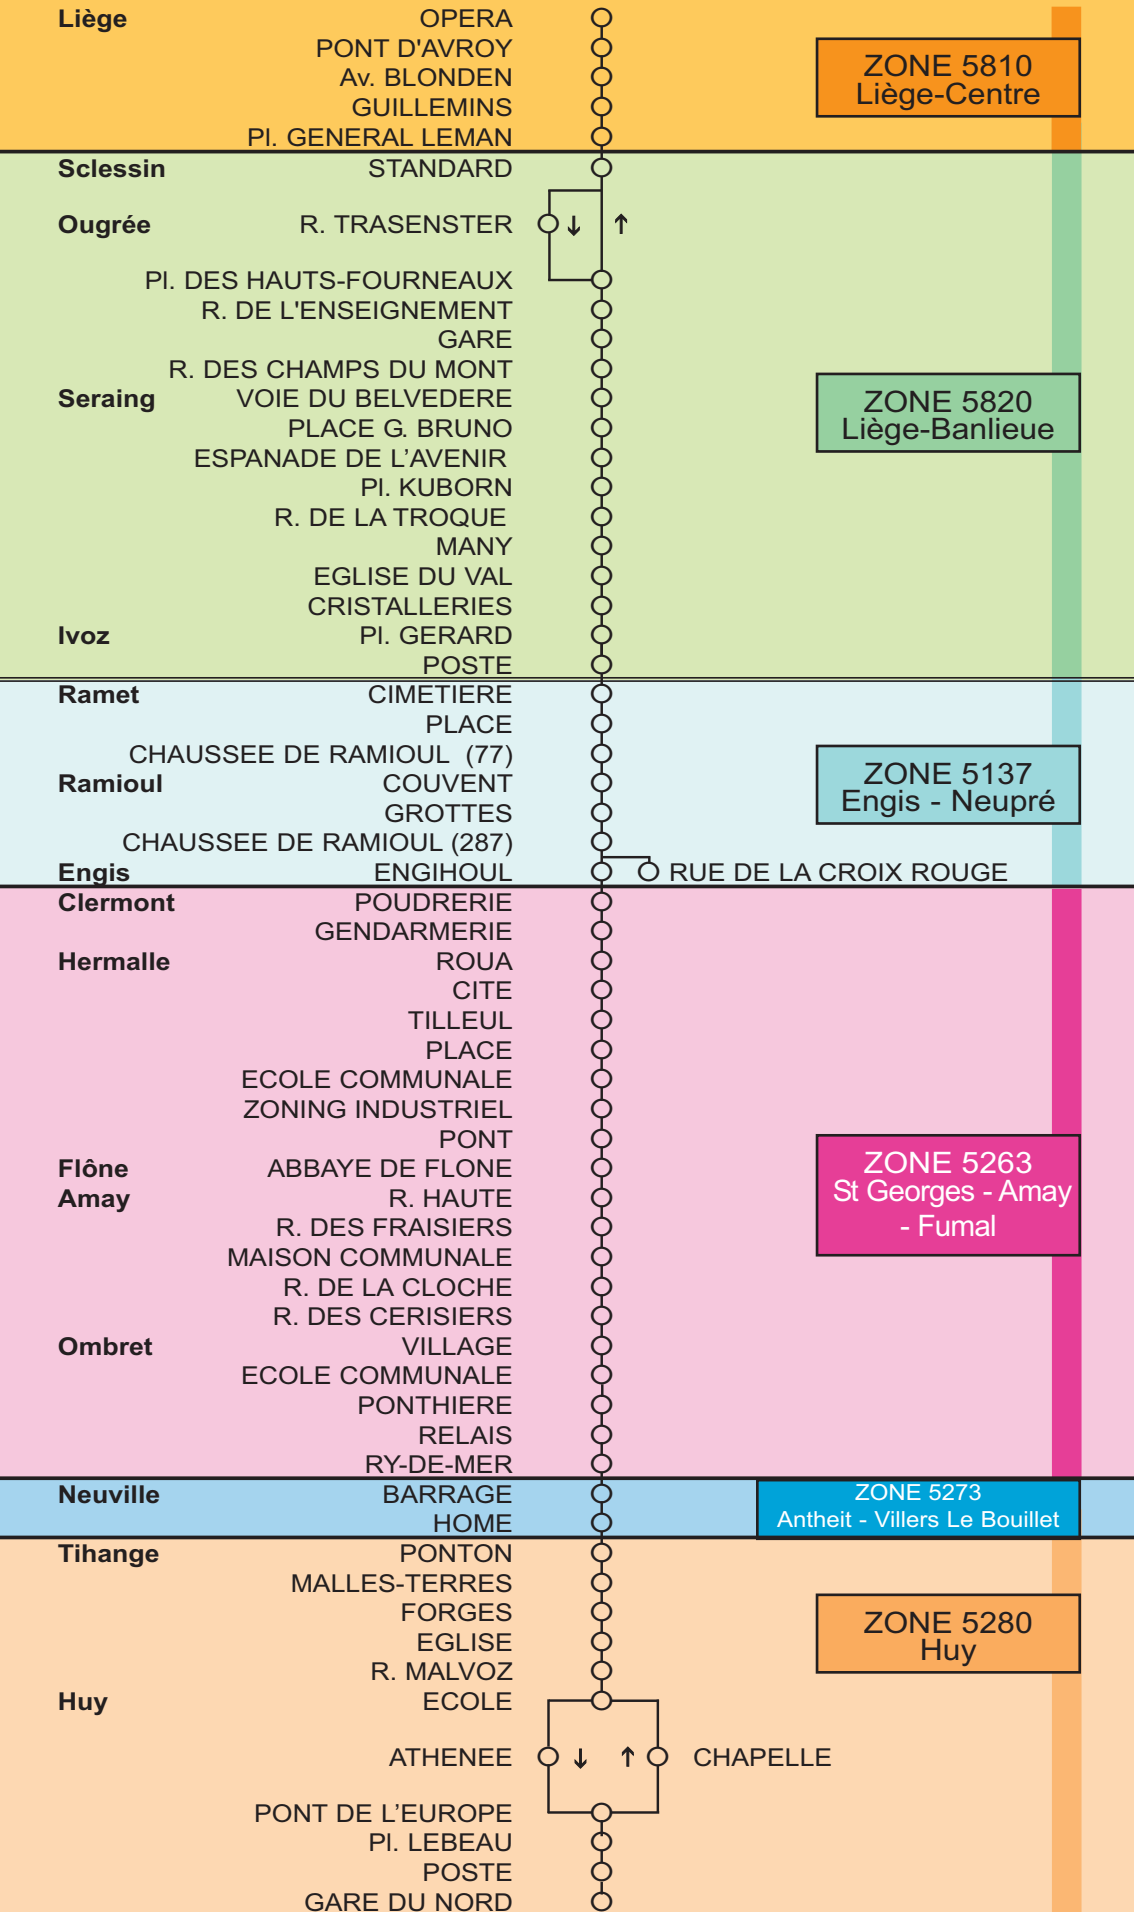 Liège OPERA
PONT D'AVROY
Av. BLONDEN
GUILLEMINS
Pl. GENERAL LEMAN
ZONE 5810
Liège-Centre
Sclessin STANDARD
Ougrée R. TRASENSTER ↓ ↑
Pl. DES HAUTS-FOURNEAUX
R. DE L'ENSEIGNEMENT
GARE
R. DES CHAMPS DU MONT
Seraing VOIE DU BELVEDERE
PLACE G. BRUNO
ESPANADE DE L’AVENIR
Pl. KUBORN
R. DE LA TROQUE
MANY
EGLISE DU VAL
CRISTALLERIES
Ivoz Pl. GERARD
POSTE
ZONE 5820
Liège-Banlieue
Ramet CIMETIERE
PLACE
CHAUSSEE DE RAMIOUL (77)
Ramioul COUVENT
GROTTES
CHAUSSEE DE RAMIOUL (287)
Engis ENGIHOUL RUE DE LA CROIX ROUGE
ZONE 5137
Engis - Neupré
Clermont POUDRERIE
GENDARMERIE
Hermalle ROUA
CITE
TILLEUL
PLACE
ECOLE COMMUNALE
ZONING INDUSTRIEL
PONT
Flône ABBAYE DE FLONE
Amay R. HAUTE
R. DES FRAISIERS
MAISON COMMUNALE
R. DE LA CLOCHE
R. DES CERISIERS
Ombret VILLAGE
ECOLE COMMUNALE
PONTHIERE
RELAIS
RY-DE-MER
ZONE 5263
St Georges - Amay
- Fumal
Neuville BARRAGE
HOME
ZONE 5273
Antheit - Villers Le Bouillet
Tihange PONTON
MALLES-TERRES
FORGES
EGLISE
R. MALVOZ
Huy ECOLE
ATHENEE ↓ ↑ CHAPELLE
PONT DE L’EUROPE
Pl. LEBEAU
POSTE
GARE DU NORD
ZONE 5280
Huy